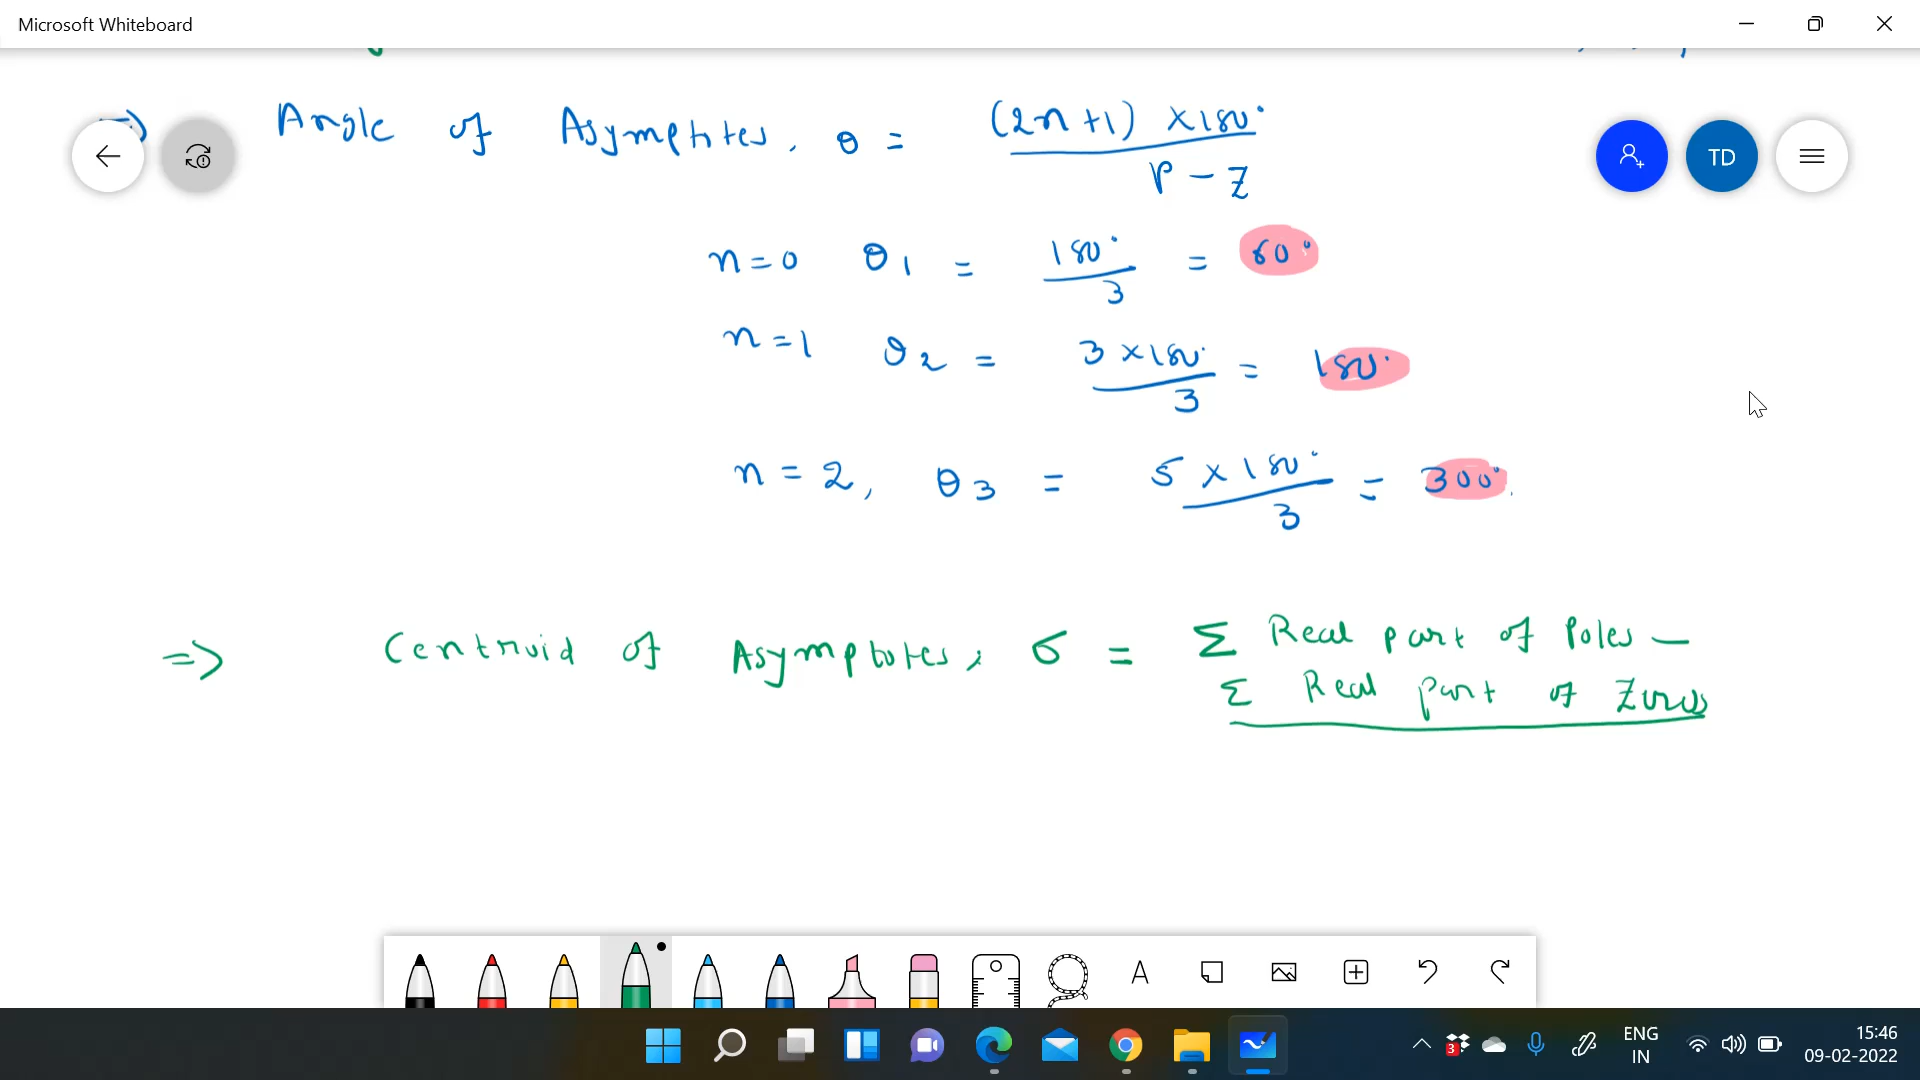 Microsoft Whiteboard
=> Angle of Asymptotes, θ = (2n+1) ×180°
P - Z
TD
n=0 θ1 = 180° = 60°
3
n=1 θ2 = 3 ×180° = 180°
3
n = 2, θ3 = 5 × 180° = 300°.
3
=> Centroid of Asymptotes, σ = Σ Real part of Poles -
Σ Real part of Zeros
A
3
ENG
IN
15:46
09-02-2022